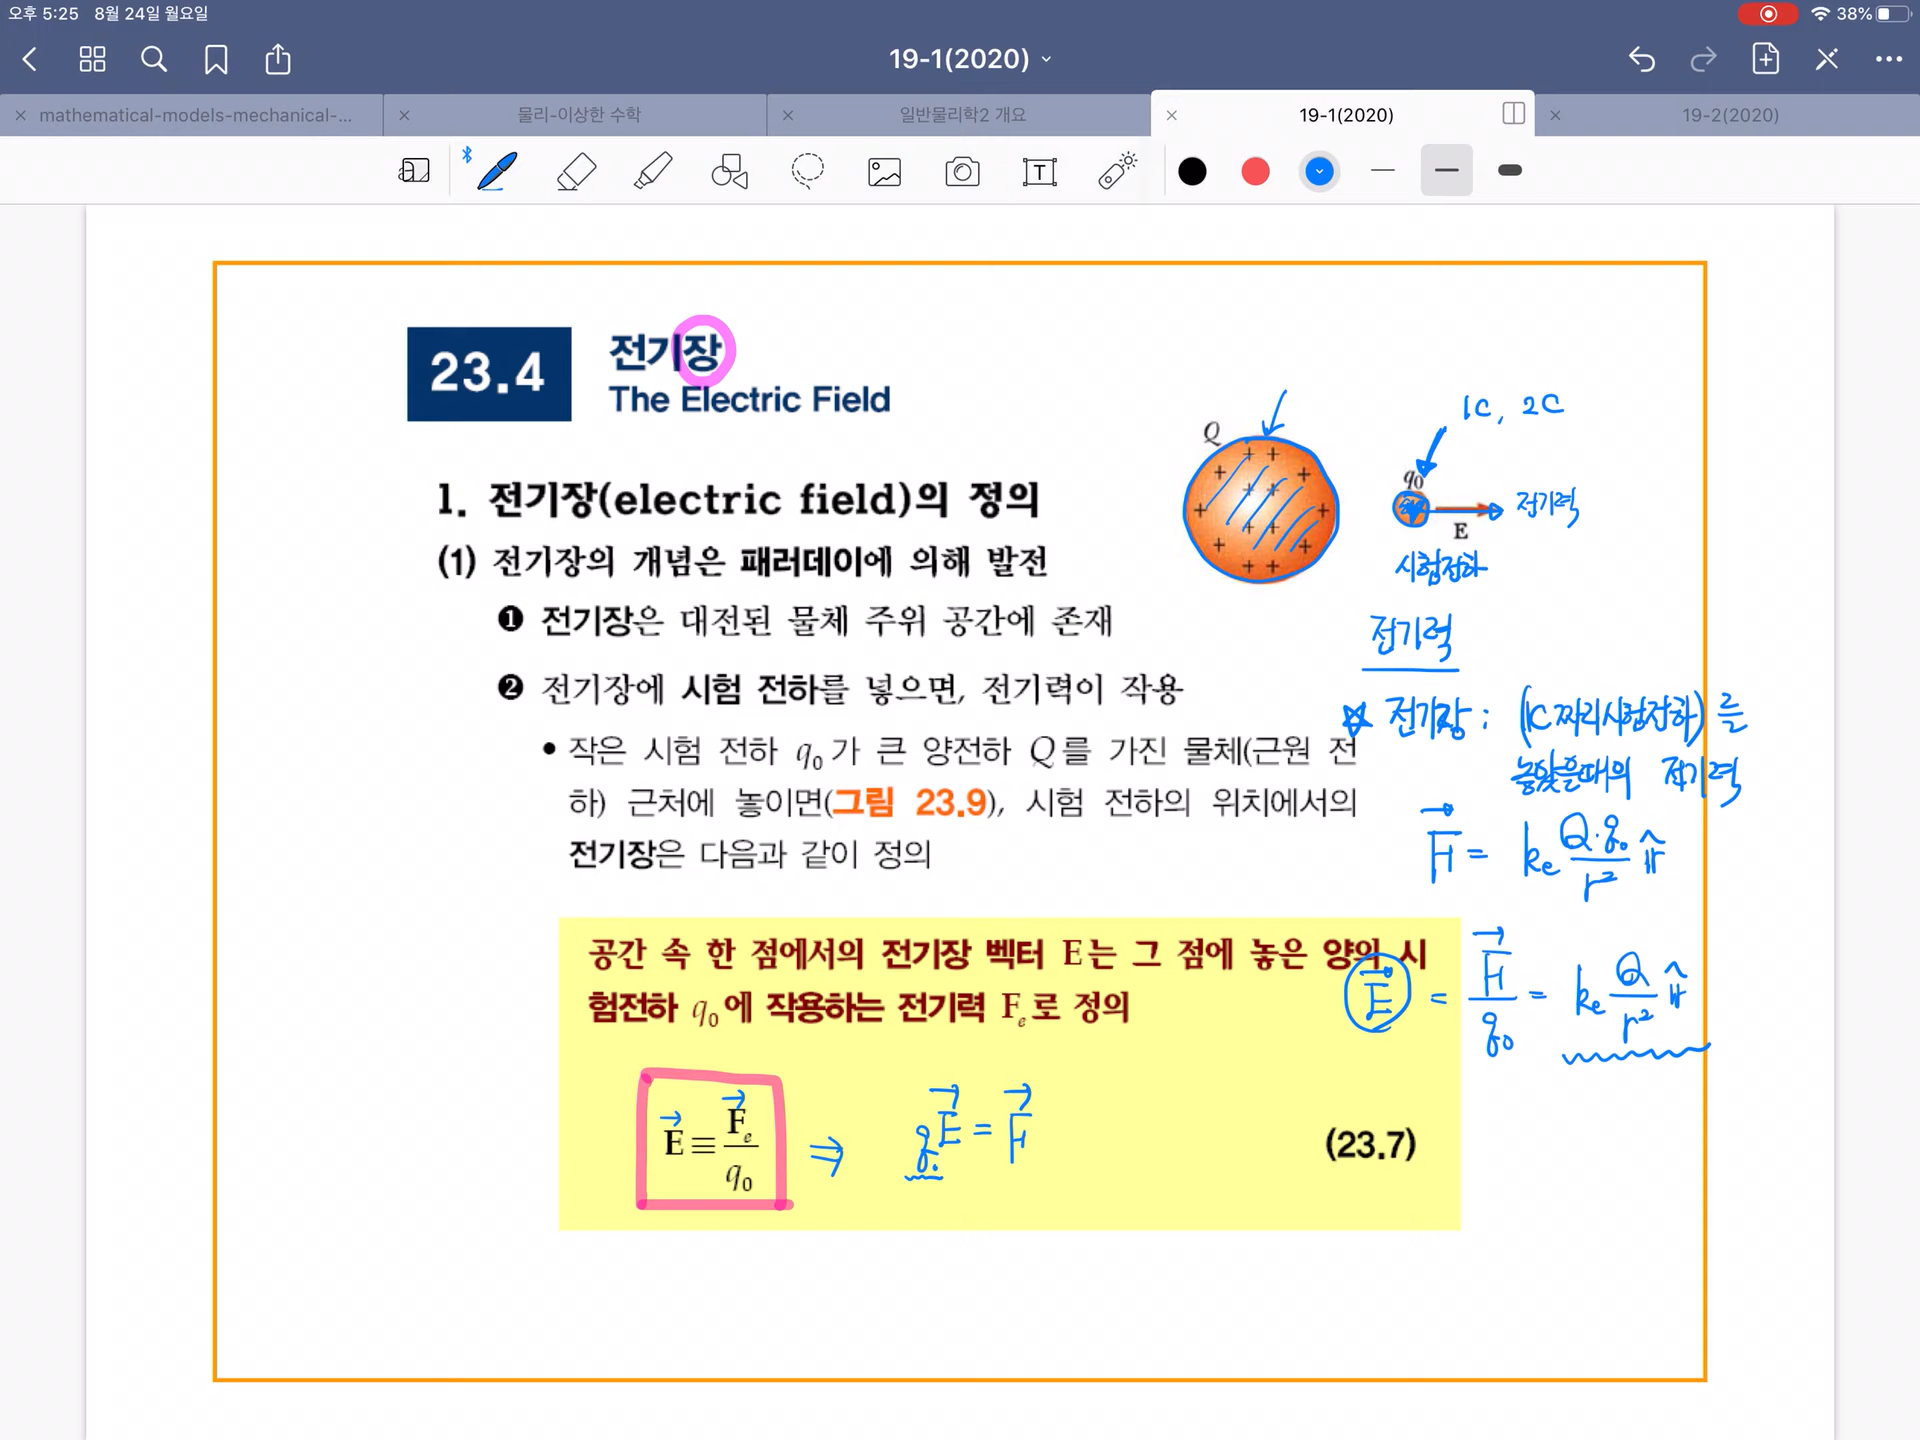 오후 5:25 8월 24일 월요일 38%
19-1(2020)
mathematical-models-mechanical-... 물리-이상한 수학 일반물리학2 개요 19-1(2020) 19-2(2020)
23.4 전기장
The Electric Field
1C, 2C
Q
q₀
E
전기력
시험전하
1. 전기장(electric field)의 정의
(1) 전기장의 개념은 패러데이에 의해 발전
❶ 전기장은 대전된 물체 주위 공간에 존재
❷ 전기장에 시험 전하를 넣으면, 전기력이 작용
• 작은 시험 전하 q₀가 큰 양전하 Q를 가진 물체(근원 전
하) 근처에 놓이면(그림 23.9), 시험 전하의 위치에서의
전기장은 다음과 같이 정의
전기력
☆ 전기장 : (1C짜리시험전하)를
놓았을때의 전기력
F⃗ = kₑ Q·q₀/r² r̂
E⃗ = F⃗/q₀ = kₑ Q/r² r̂
공간 속 한 점에서의 전기장 벡터 E는 그 점에 놓은 양의 시
험전하 q₀에 작용하는 전기력 Fₑ로 정의
E⃗ ≡ F⃗ₑ/q₀ ⇒ q₀E⃗ = F⃗ (23.7)